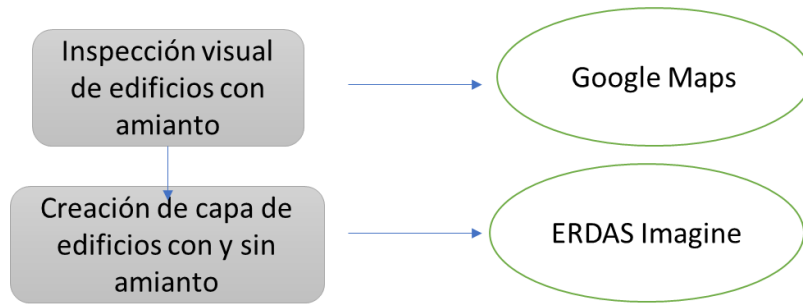 Inspección visual
de edificios con
amianto
Google Maps
Creación de capa de
edificios con y sin
amianto
ERDAS Imagine